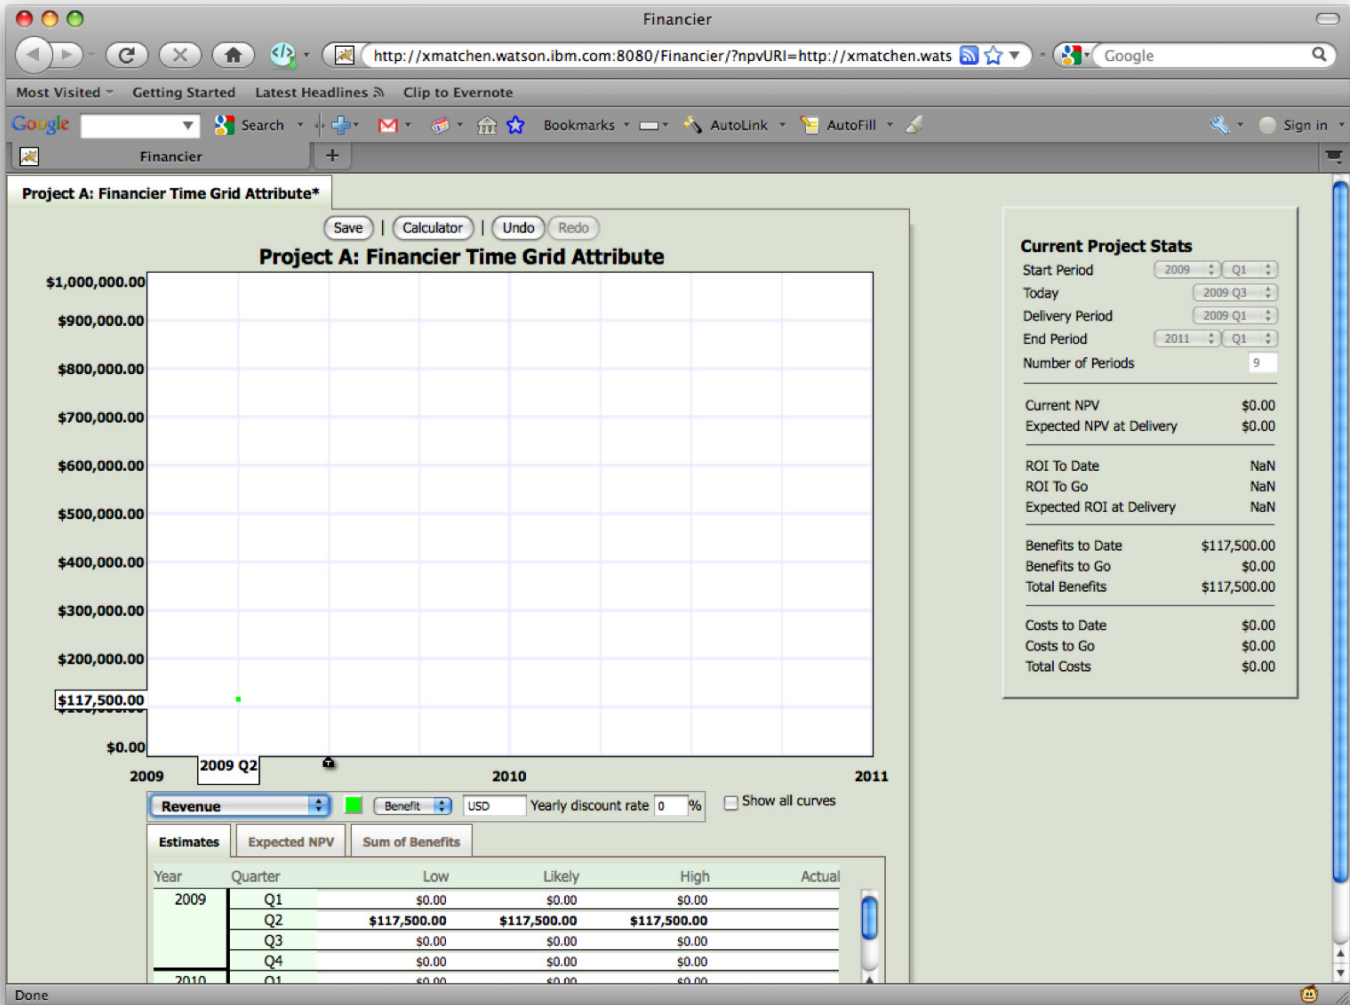 Financier
http://xmatchen.watson.ibm.com:8080/Financier/?npvURI=http://xmatchen.wats
Google
Most Visited Getting Started Latest Headlines Clip to Evernote
Google Search Bookmarks AutoLink AutoFill Sign in
Financier +
Project A: Financier Time Grid Attribute*
Save | Calculator | Undo Redo
Project A: Financier Time Grid Attribute
$1,000,000.00
$900,000.00
$800,000.00
$700,000.00
$600,000.00
$500,000.00
$400,000.00
$300,000.00
$200,000.00
$117,500.00
$0.00
2009 2009 Q2 2010 2011
Revenue Benefit USD Yearly discount rate 0 % Show all curves
Estimates Expected NPV Sum of Benefits
Year Quarter Low Likely High Actual
2009 Q1 $0.00 $0.00 $0.00
Q2 $117,500.00 $117,500.00 $117,500.00
Q3 $0.00 $0.00 $0.00
Q4 $0.00 $0.00 $0.00
2010 Q1 $0.00 $0.00 $0.00
Current Project Stats
Start Period 2009 Q1
Today 2009 Q3
Delivery Period 2009 Q1
End Period 2011 Q1
Number of Periods 9
Current NPV $0.00
Expected NPV at Delivery $0.00
ROI To Date NaN
ROI To Go NaN
Expected ROI at Delivery NaN
Benefits to Date $117,500.00
Benefits to Go $0.00
Total Benefits $117,500.00
Costs to Date $0.00
Costs to Go $0.00
Total Costs $0.00
Done